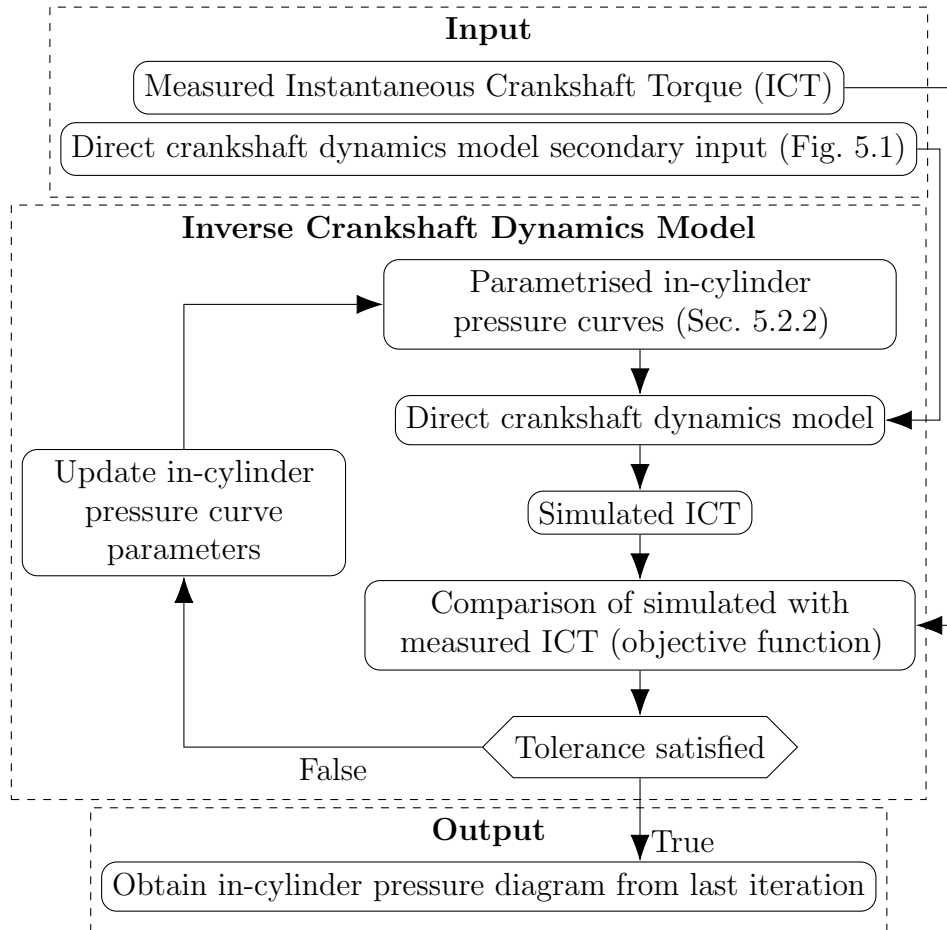 Input
Measured Instantaneous Crankshaft Torque (ICT)
Direct crankshaft dynamics model secondary input (Fig. 5.1)
Inverse Crankshaft Dynamics Model
Parametrised in-cylinder
pressure curves (Sec. 5.2.2)
Direct crankshaft dynamics model
Update in-cylinder
pressure curve
parameters
Simulated ICT
Comparison of simulated with
measured ICT (objective function)
Tolerance satisfied
False
Output
True
Obtain in-cylinder pressure diagram from last iteration